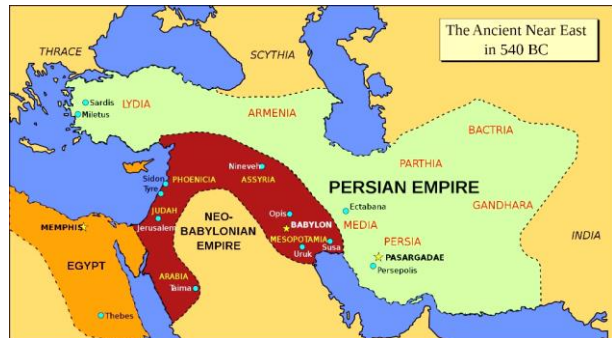 The Ancient Near East
in 540 BC
THRACE
SCYTHIA
Sardis
LYDIA
Miletus
ARMENIA
BACTRIA
PARTHIA
Nineveh
ASSYRIA
PHOENICIA
Sidon
Tyre
PERSIAN EMPIRE
GANDHARA
JUDAH
Jerusalem
NEO-
BABYLONIAN
EMPIRE
Opis
BABYLON
Ectabana
MEDIA
MEMPHIS
MESOPOTAMIA
Uruk
Susa
PERSIA
PASARGADAE
Persepolis
INDIA
EGYPT
ARABIA
Taima
Thebes